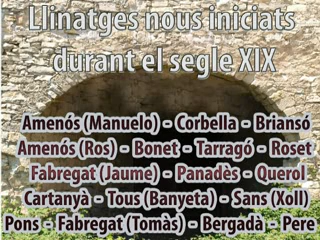 Llinatges nous iniciats
durant el segle XIX
Amenós (Manuelo) - Corbella - Briansó
Amenós (Ros) - Bonet - Tarragó - Roset
Fabregat (Jaume) - Panadès - Querol
Cartanyà - Tous (Banyeta) - Sans (Xoll)
Pons - Fabregat (Tomàs) - Bergadà - Pere